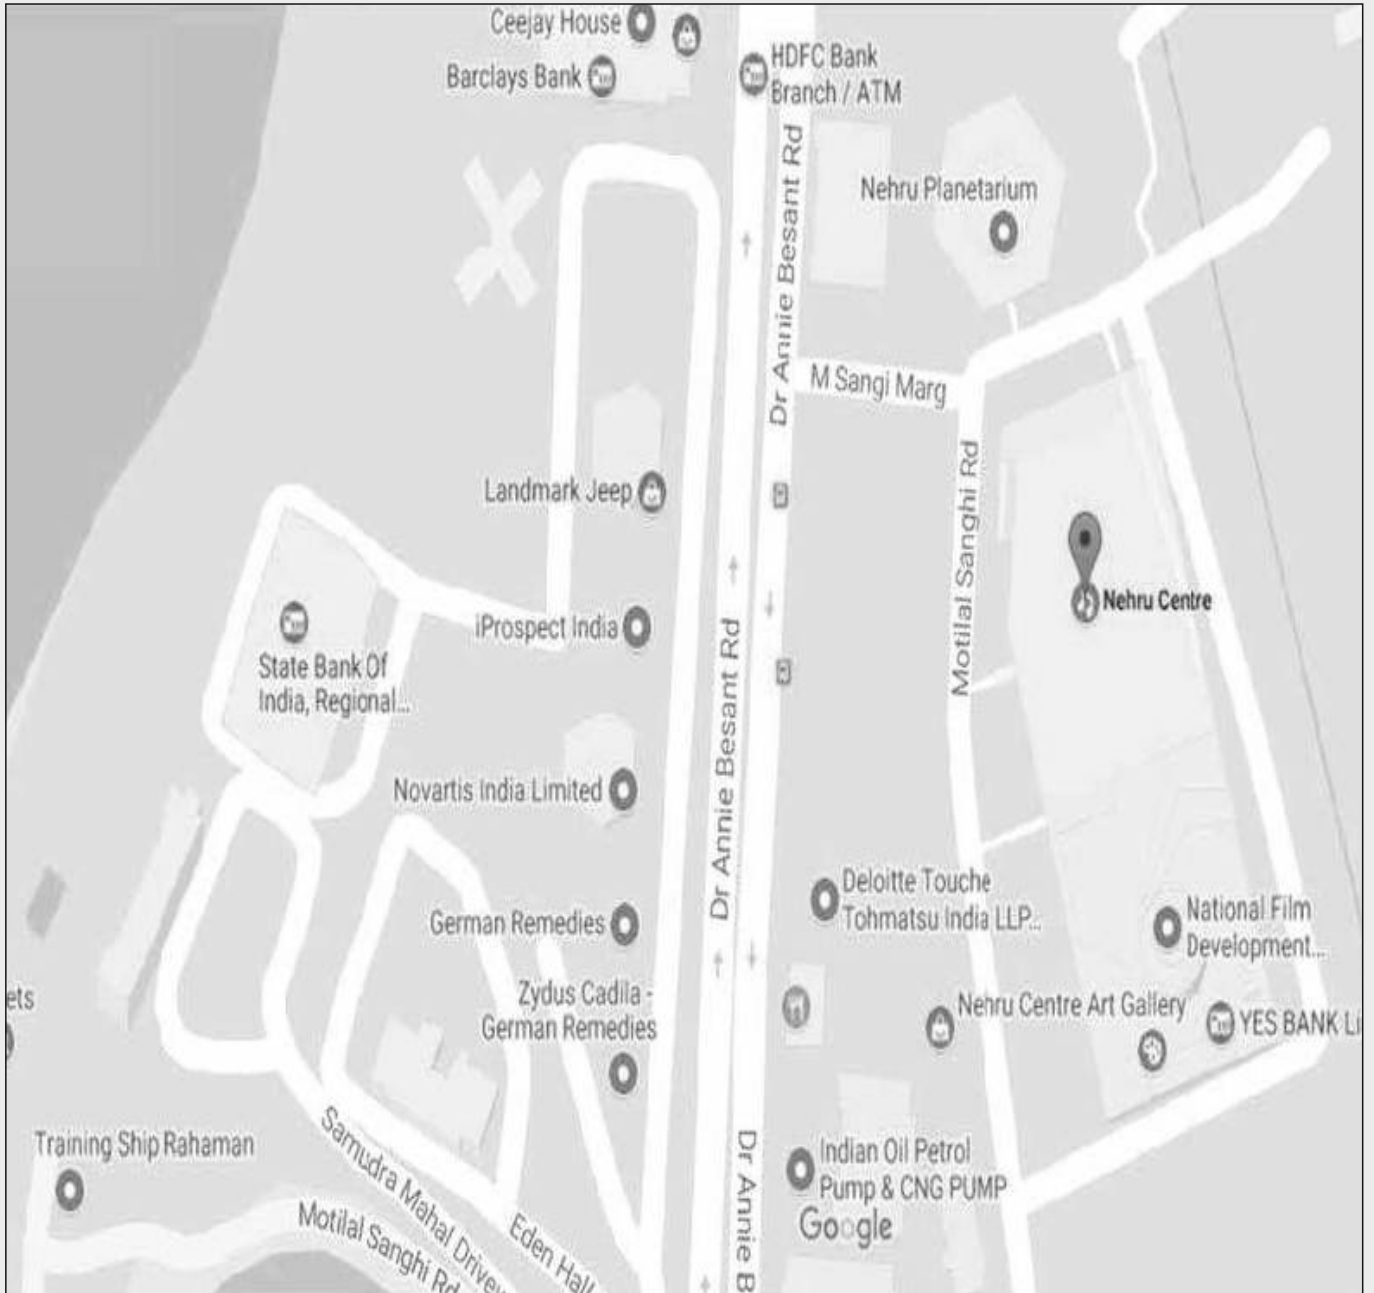 Ceejay House
Barclays Bank
HDFC Bank
Branch / ATM
Dr Annie Besant Rd
Nehru Planetarium
M Sangi Marg
Landmark Jeep
Motilal Sanghi Rd
Nehru Centre
iProspect India
State Bank Of
India, Regional...
Dr Annie Besant Rd
Novartis India Limited
Deloitte Touche
Tohmatsu India LLP...
National Film
Development...
German Remedies
Zydus Cadila -
German Remedies
ets
Nehru Centre Art Gallery
YES BANK Li
Training Ship Rahaman
Samudra Mahal Drivew
Motilal Sanghi Rd
Eden Hall
Dr Annie B
Indian Oil Petrol
Pump & CNG PUMP
Google